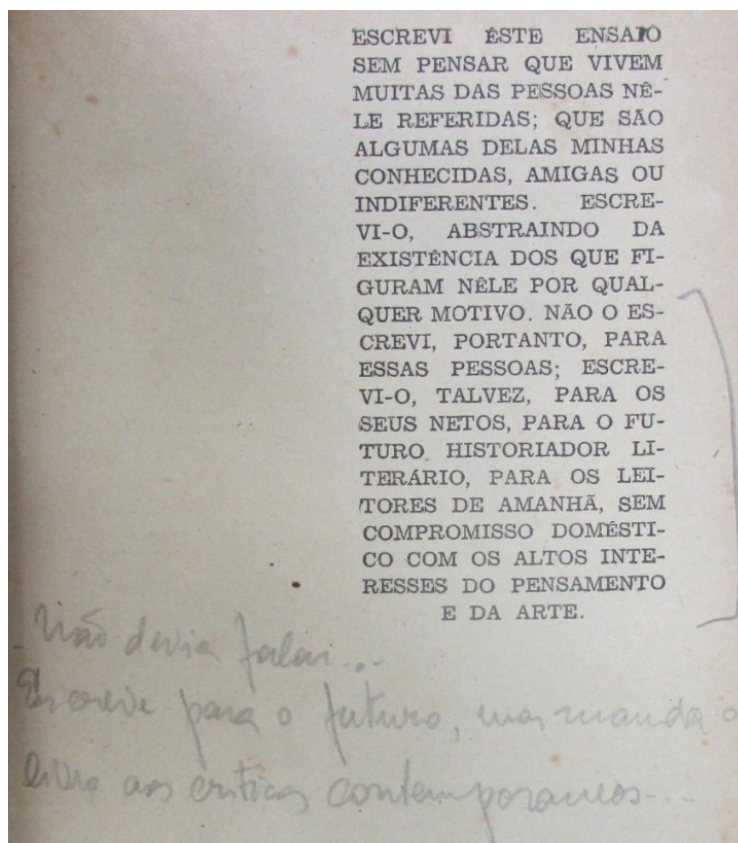 ESCREVI ÊSTE ENSAIO
SEM PENSAR QUE VIVEM
MUITAS DAS PESSOAS NÊ-
LE REFERIDAS; QUE SÃO
ALGUMAS DELAS MINHAS
CONHECIDAS, AMIGAS OU
INDIFERENTES. ESCRE-
VI-O, ABSTRAINDO DA
EXISTÊNCIA DOS QUE FI-
GURAM NÊLE POR QUAL-
QUER MOTIVO. NÃO O ES-
CREVI, PORTANTO, PARA
ESSAS PESSOAS; ESCRE-
VI-O, TALVEZ, PARA OS
SEUS NETOS, PARA O FU-
TURO HISTORIADOR LI-
TERÁRIO, PARA OS LEI-
TORES DE AMANHÃ, SEM
COMPROMISSO DOMÉSTI-
CO COM OS ALTOS INTE-
RESSES DO PENSAMENTO
E DA ARTE.
Não devia falar...
Escreve para o futuro, mas manda o
livro aos criticos contemporaneos...